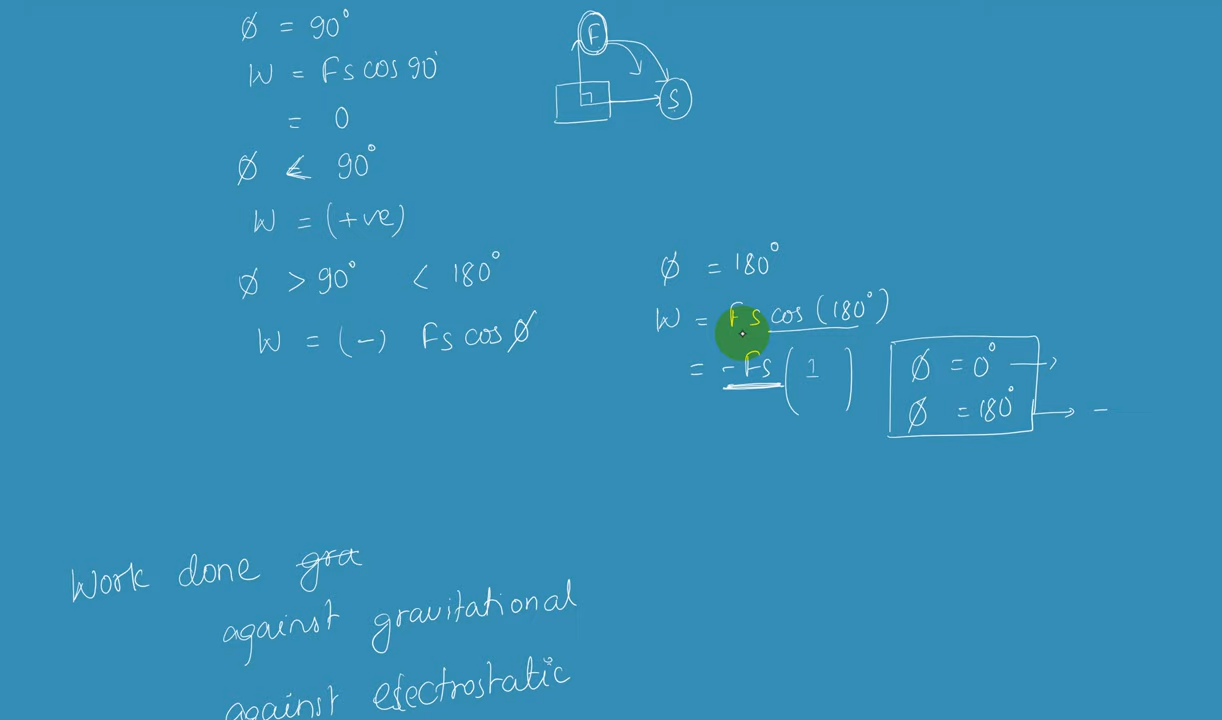 Ø = 90°
W = Fs cos 90°
= 0
Ø < 90°
W = (+ve)
Ø > 90° < 180°
W = (-) Fs cos Ø
F
S
Ø = 180°
W = Fs cos (180°)
= -Fs (1)
Ø = 0° →
Ø = 180° → -
Work done gra
against gravitational
against electrostatic